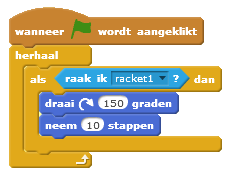 wanneer wordt aangeklikt
herhaal
als raak ik racket1 ? dan
draai 150 graden
neem 10 stappen